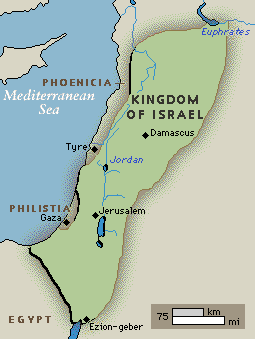 Euphrates
PHOENICIA
Mediterranean
Sea
KINGDOM
OF ISRAEL
Damascus
Tyre
Jordan
PHILISTIA
Gaza
Jerusalem
EGYPT
Ezion-geber
75
km
mi